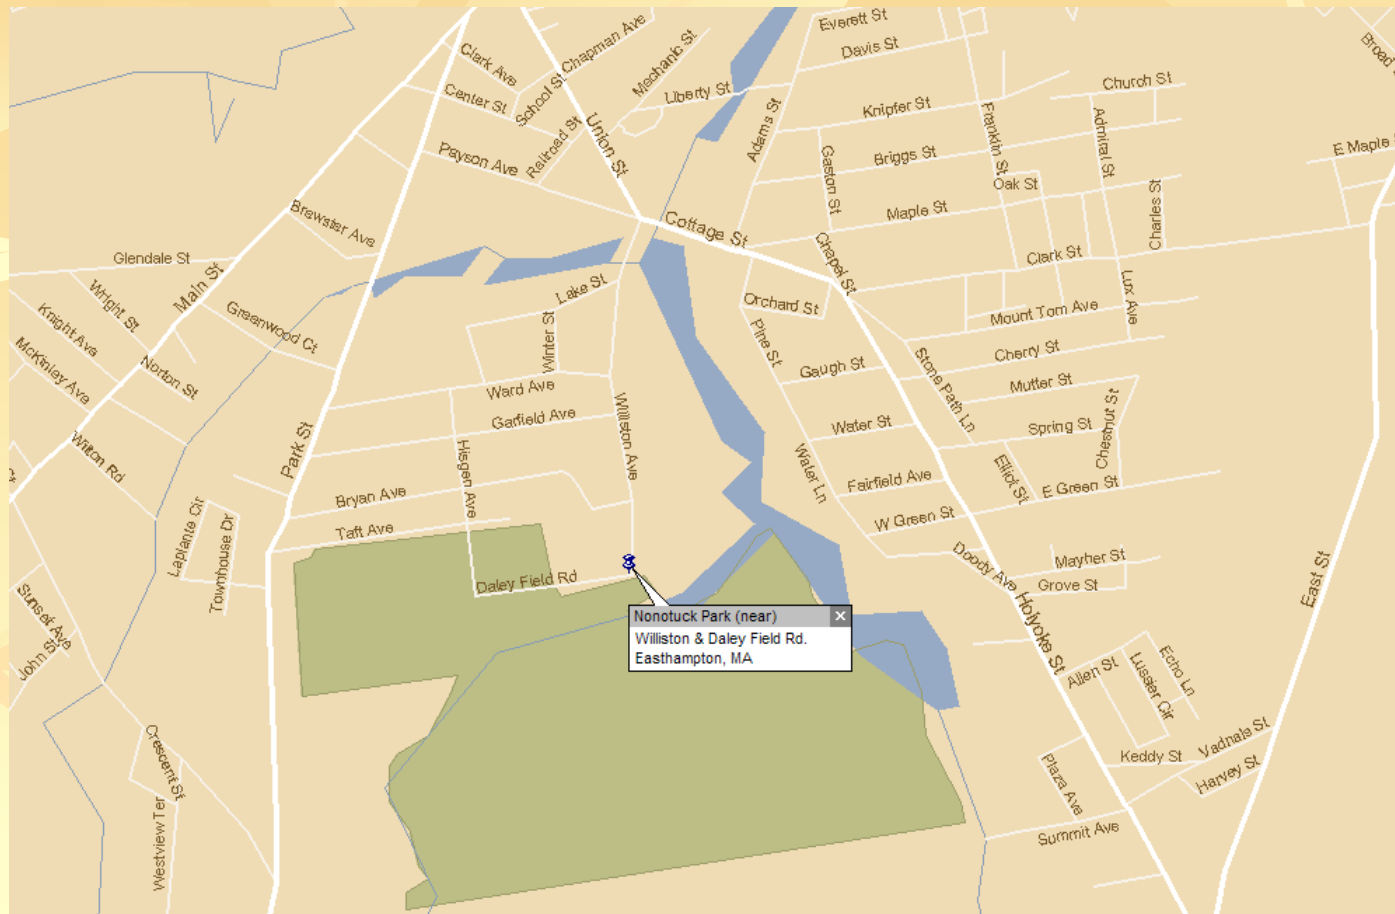 Everett St
Davis St
Broad
Clark Ave
Chapman Ave
Mechanic St
Center St
School St
Liberty St
Church St
Knipfer St
Adams St
Franklin St
Admiral St
Railroad St
Union St
Payson Ave
Gaston St
Briggs St
E Maple
Oak St
Charles St
Maple St
Brewster Ave
Cottage St
Chapel St
Clark St
Glendale St
Main St
Wright St
Lake St
Orchard St
Lux Ave
Mount Tom Ave
Knight Ave
Greenwood Ct
Winter St
Pine St
McKinley Ave
Norton St
Gaugh St
Stone Path Ln
Cherry St
Mutter St
Ward Ave
Garfield Ave
Williston Ave
Water St
Spring St
Chestnut St
Wilton Rd
Park St
Hisgen Ave
Water Ln
Elliot St
Fairfield Ave
E Green St
Bryan Ave
Taft Ave
W Green St
Laplante Cir
Townhouse Dr
Daley Field Rd
Doody Ave
Mayher St
Grove St
East St
Sunset Ave
John St
Nonotuck Park (near)
Williston & Daley Field Rd.
Easthampton, MA
Holyoke St
Allen St
Lussier Cir
Echo Ln
Crescent St
Westview Ter
Plaza Ave
Keddy St
Vadnais St
Harvey St
Summit Ave